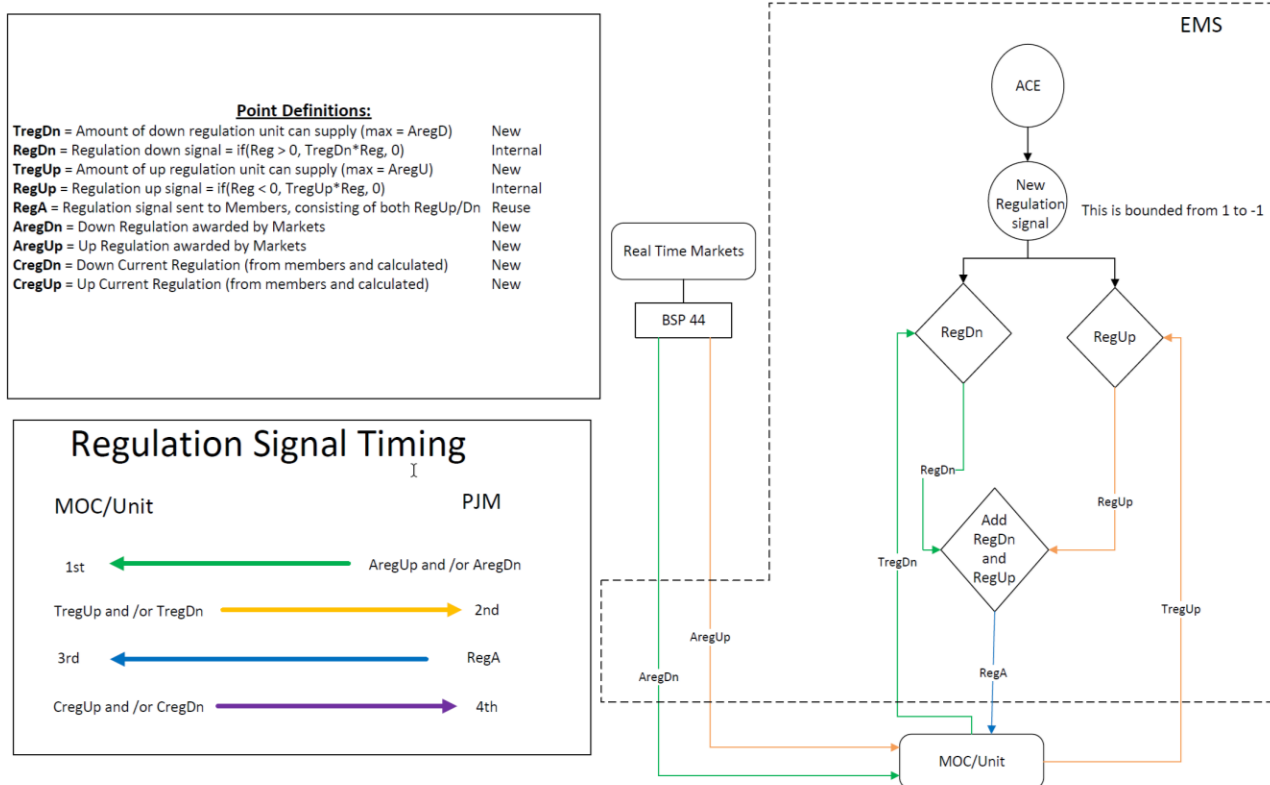 Point Definitions:
TregDn = Amount of down regulation unit can supply (max = AregD) New
RegDn = Regulation down signal = if(Reg > 0, TregDn*Reg, 0) Internal
TregUp = Amount of up regulation unit can supply (max = AregU) New
RegUp = Regulation up signal = if(Reg < 0, TregUp*Reg, 0) Internal
RegA = Regulation signal sent to Members, consisting of both RegUp/Dn Reuse
AregDn = Down Regulation awarded by Markets New
AregUp = Up Regulation awarded by Markets New
CregDn = Down Current Regulation (from members and calculated) New
CregUp = Up Current Regulation (from members and calculated) New
Regulation Signal Timing
MOC/Unit PJM
1st AregUp and /or AregDn
TregUp and /or TregDn 2nd
3rd RegA
CregUp and /or CregDn 4th
Real Time Markets
BSP 44
EMS
ACE
New
Regulation
signal
This is bounded from 1 to -1
RegDn
RegUp
RegDn
RegUp
Add
RegDn
and
RegUp
TregDn
TregUp
AregUp
AregDn
RegA
MOC/Unit